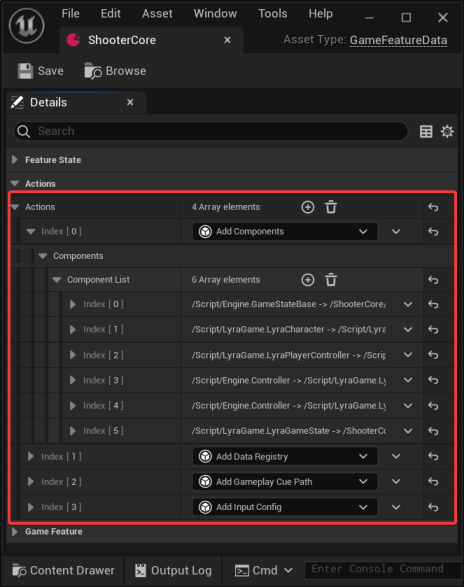 File Edit Asset Window Tools Help
ShooterCore
Asset Type: GameFeatureData
Save Browse
Details
Search
Feature State
Actions
Actions 4 Array elements
Index [ 0 ] Add Components
Components
Component List 6 Array elements
Index [ 0 ] /Script/Engine.GameStateBase -> /ShooterCore/
Index [ 1 ] /Script/LyraGame.LyraCharacter -> /Script/Lyra
Index [ 2 ] /Script/LyraGame.LyraPlayerController -> /Scrip
Index [ 3 ] /Script/Engine.Controller -> /Script/LyraGame.Ly
Index [ 4 ] /Script/Engine.Controller -> /Script/LyraGame.Ly
Index [ 5 ] /Script/LyraGame.LyraGameState -> /ShooterCo
Index [ 1 ] Add Data Registry
Index [ 2 ] Add Gameplay Cue Path
Index [ 3 ] Add Input Config
Game Feature
Content Drawer Output Log Cmd Enter Console Command